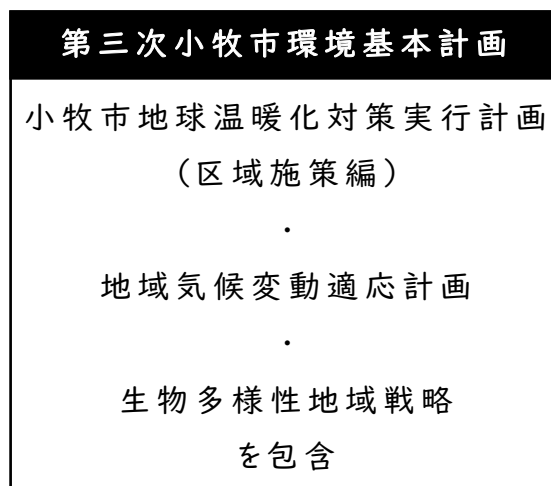 第三次小牧市環境基本計画
小牧市地球温暖化対策実行計画
（区域施策編）
・
地域気候変動適応計画
・
生物多様性地域戦略
を包含